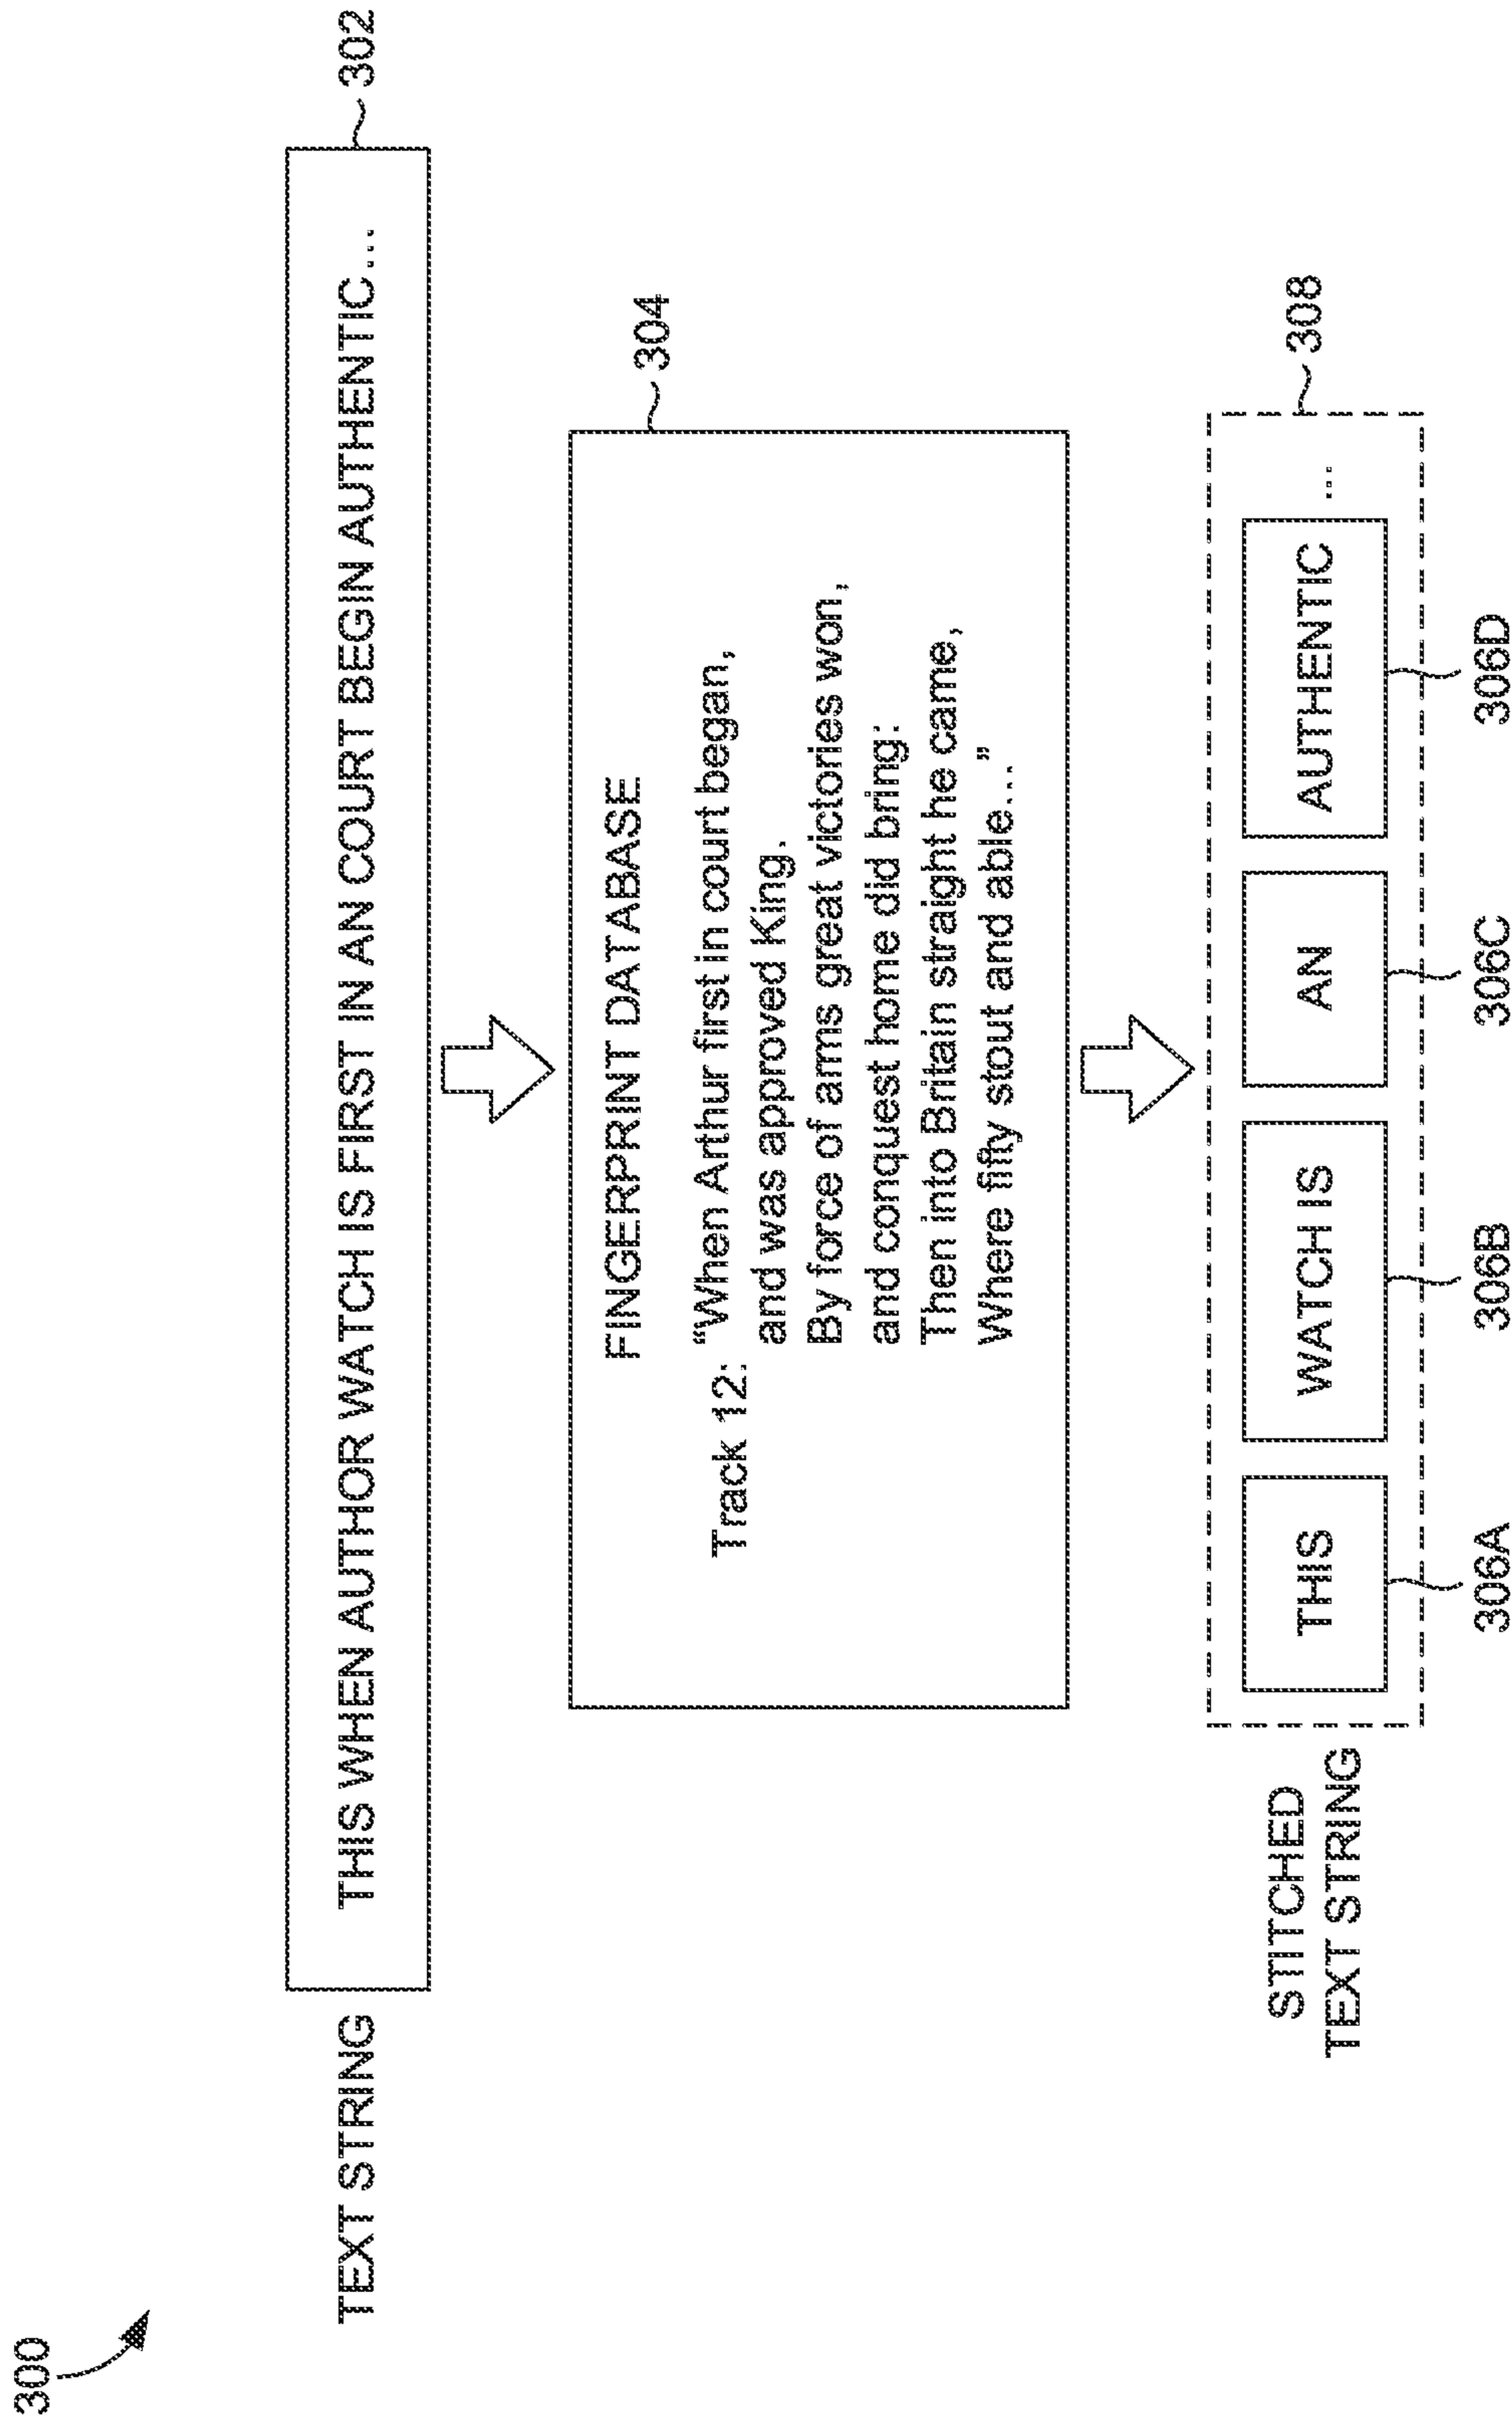 300
TEXT STRING
THIS WHEN AUTHOR WATCH IS FIRST IN AN COURT BEGIN AUTHENTIC...
302
FINGERPRINT DATABASE
304
Track 12: “When Arthur first in court began,
and was approved King.
By force of arms great victories won,
and conquest home did bring:
Then into Britain straight he came,
Where fifty stout and able...”
STITCHED
TEXT STRING
THIS WATCH IS AN AUTHENTIC ...
308
306A 306B 306C 306D